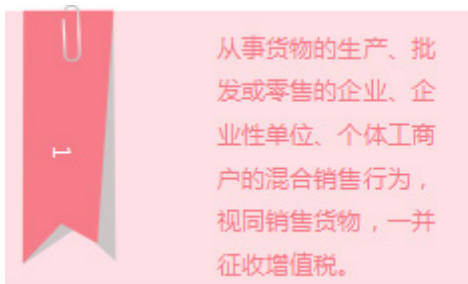 1
从事货物的生产、批
发或零售的企业、企
业性单位、个体工商
户的混合销售行为，
视同销售货物，一并
征收增值税。